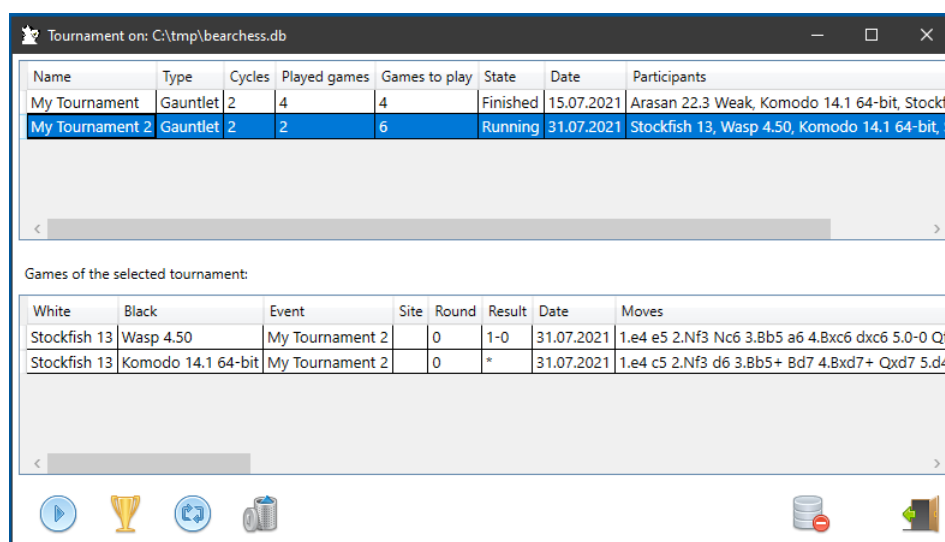 Tournament on: C:\tmp\bearchess.db
Name Type Cycles Played games Games to play State Date Participants
My Tournament Gauntlet 2 4 4 Finished 15.07.2021 Arasan 22.3 Weak, Komodo 14.1 64-bit, Stockf
My Tournament 2 Gauntlet 2 2 6 Running 31.07.2021 Stockfish 13, Wasp 4.50, Komodo 14.1 64-bit,
Games of the selected tournament:
White Black Event Site Round Result Date Moves
Stockfish 13 Wasp 4.50 My Tournament 2 0 1-0 31.07.2021 1.e4 e5 2.Nf3 Nc6 3.Bb5 a6 4.Bxc6 dxc6 5.0-0
Stockfish 13 Komodo 14.1 64-bit My Tournament 2 0 * 31.07.2021 1.e4 c5 2.Nf3 d6 3.Bb5+ Bd7 4.Bxd7+ Qxd7 5.d4